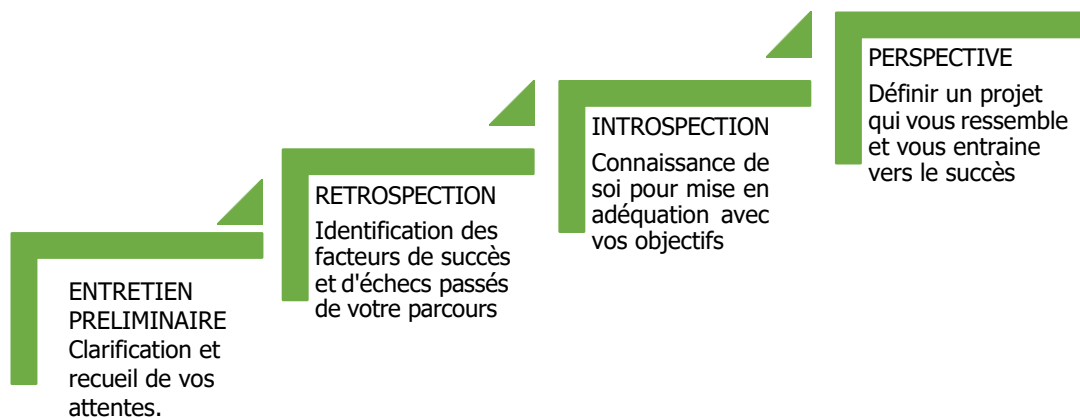 ENTRETIEN
PRELIMINAIRE
Clarification et
recueil de vos
attentes.
RETROSPECTION
Identification des
facteurs de succès
et d'échecs passés
de votre parcours
INTROSPECTION
Connaissance de
soi pour mise en
adéquation avec
vos objectifs
PERSPECTIVE
Définir un projet
qui vous ressemble
et vous entraine
vers le succès